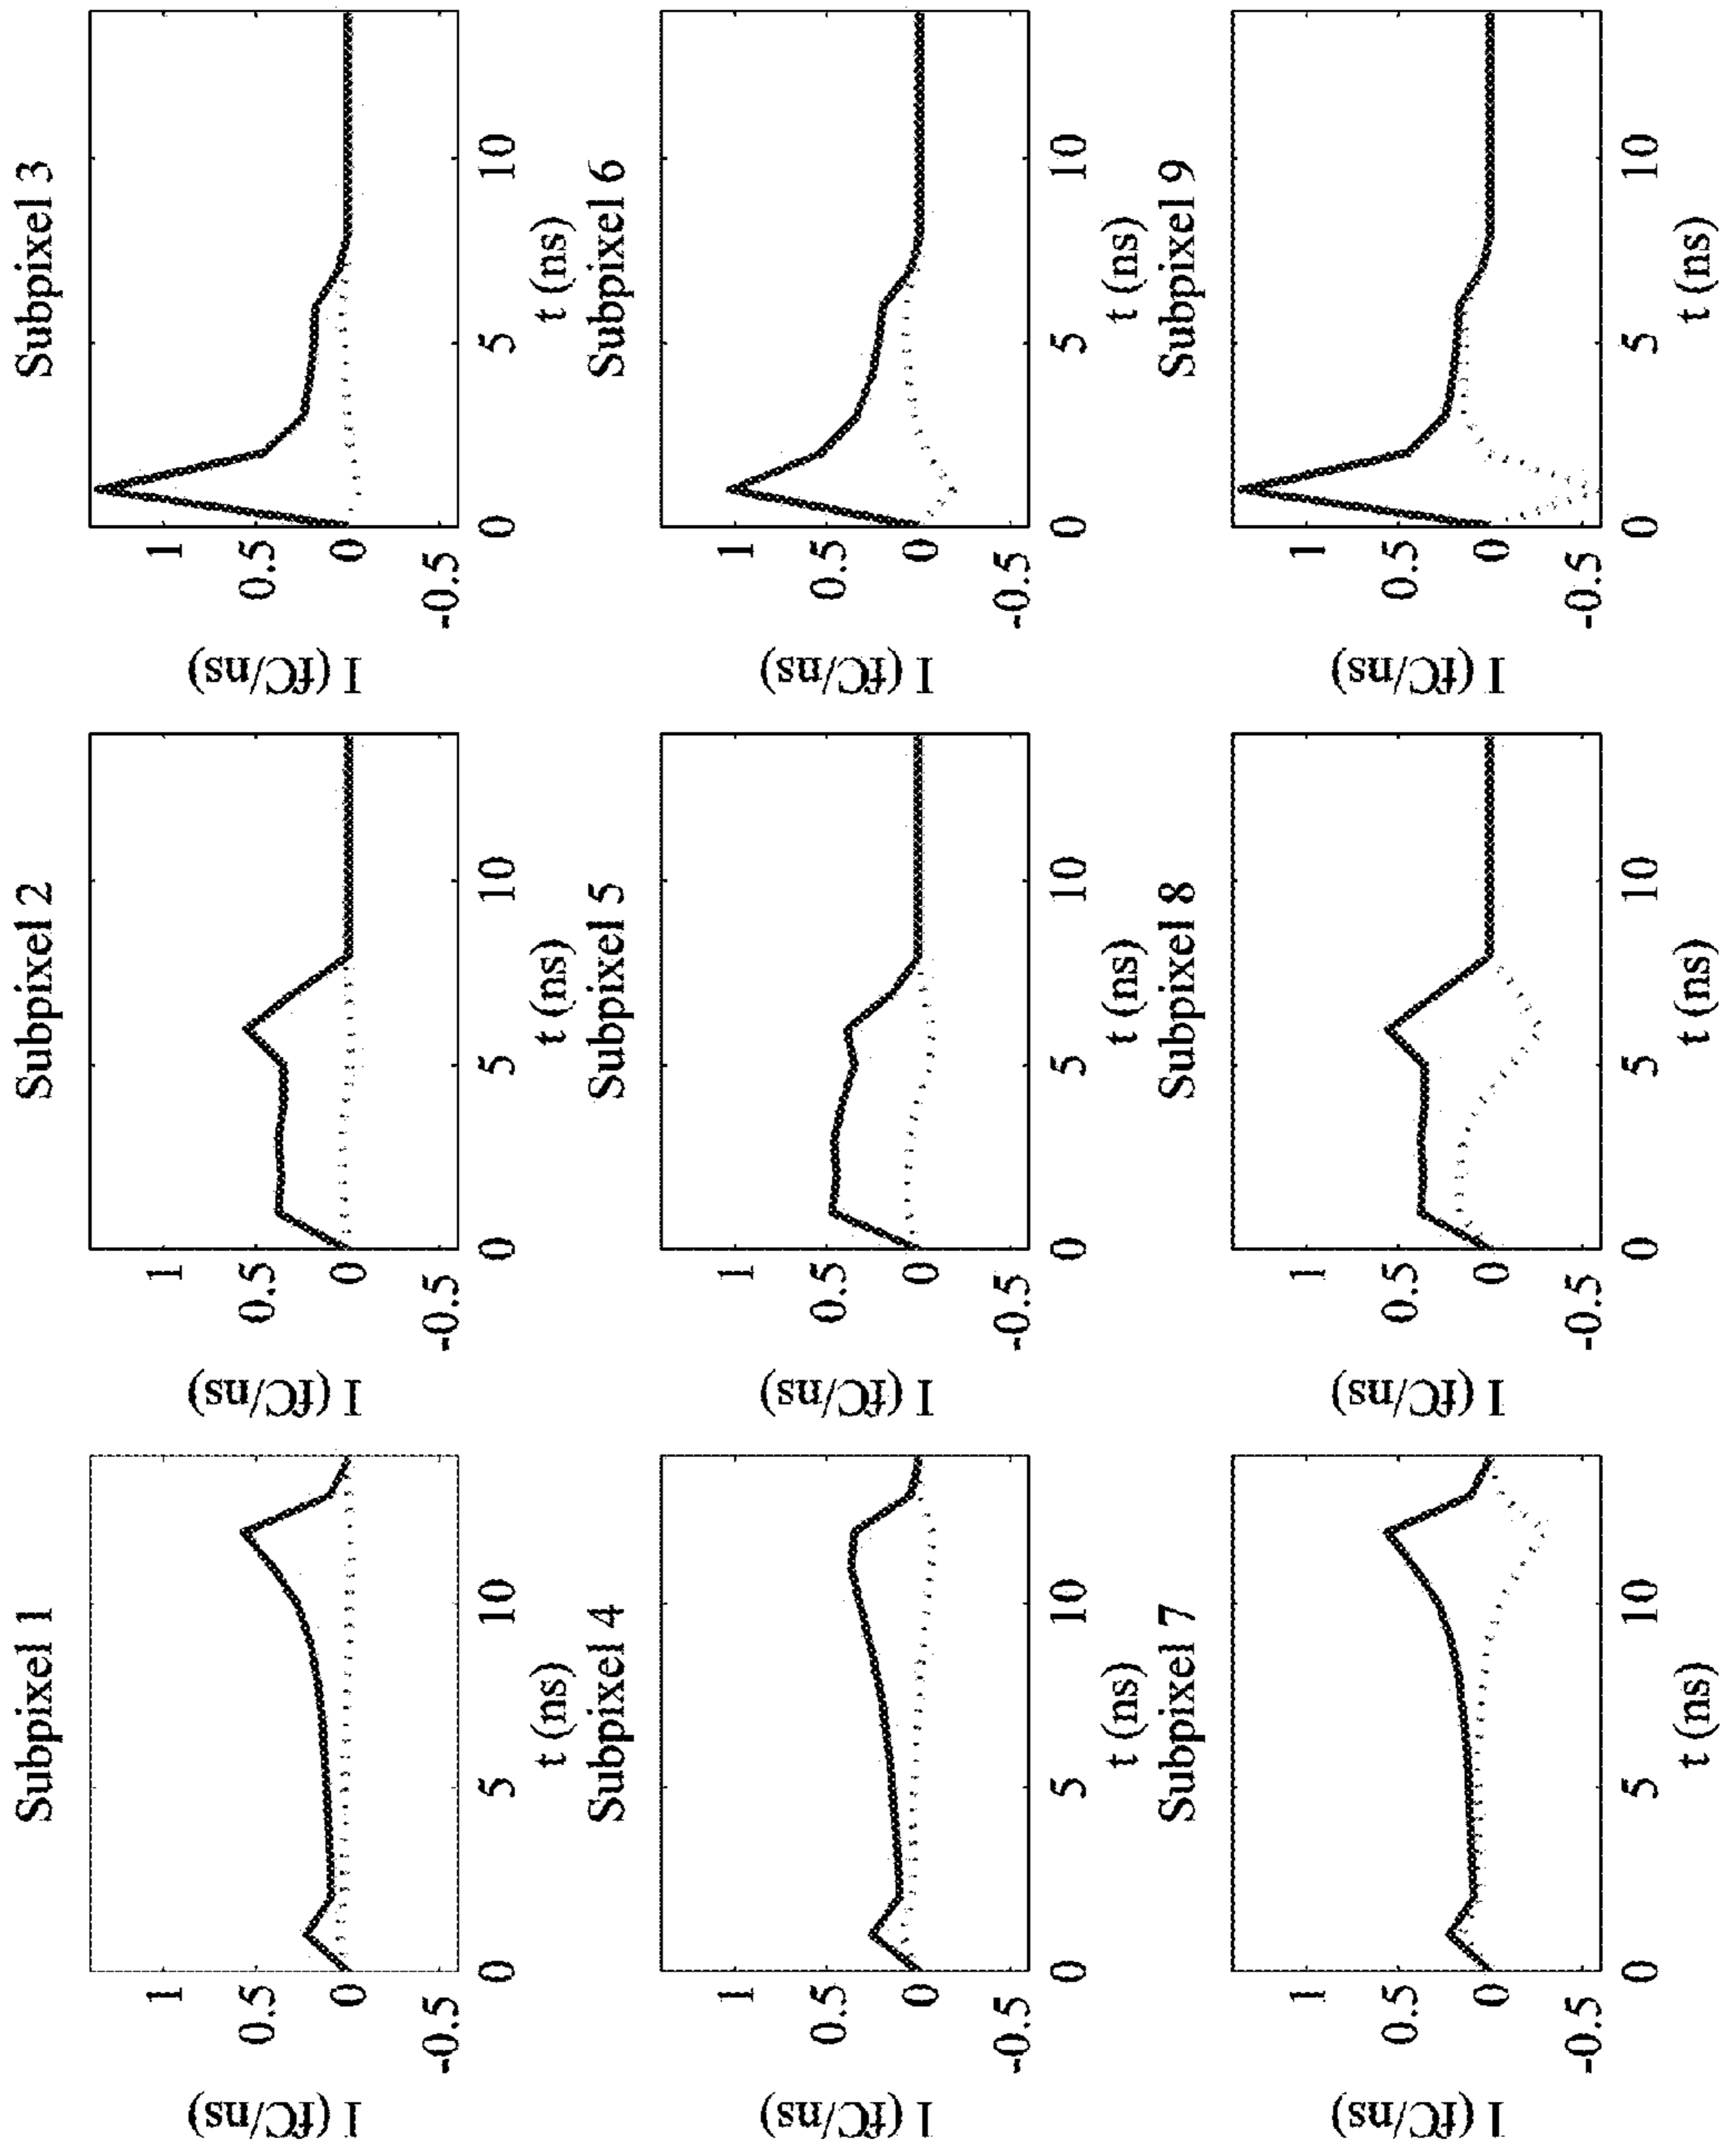 Subpixel 1
I (fC/ns)
1
0.5
0
-0.5
0 5 10
t (ns)
Subpixel 2
I (fC/ns)
1
0.5
0
-0.5
0 5 10
t (ns)
Subpixel 3
I (fC/ns)
1
0.5
0
-0.5
0 5 10
t (ns)
Subpixel 4
I (fC/ns)
1
0.5
0
-0.5
0 5 10
t (ns)
Subpixel 5
I (fC/ns)
1
0.5
0
-0.5
0 5 10
t (ns)
Subpixel 6
I (fC/ns)
1
0.5
0
-0.5
0 5 10
t (ns)
Subpixel 7
I (fC/ns)
1
0.5
0
-0.5
0 5 10
t (ns)
Subpixel 8
I (fC/ns)
1
0.5
0
-0.5
0 5 10
t (ns)
Subpixel 9
I (fC/ns)
1
0.5
0
-0.5
0 5 10
t (ns)